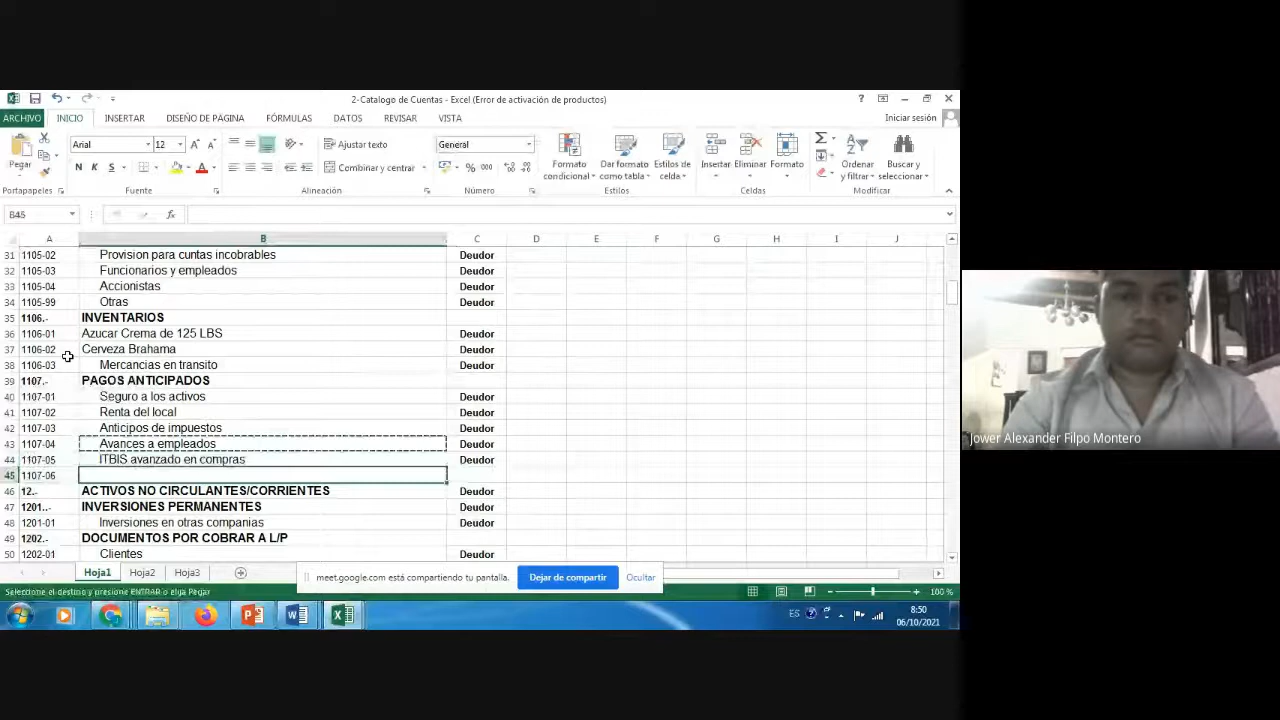 2-Catalogo de Cuentas - Excel (Error de activación de productos)
ARCHIVO INICIO INSERTAR DISEÑO DE PÁGINA FÓRMULAS DATOS REVISAR VISTA Iniciar sesión
Pegar
Portapapeles
Arial 12
N K S
Fuente
Ajustar texto
Combinar y centrar
Alineación
General
% 000
Número
Formato condicional
Dar formato como tabla
Estilos de celda
Estilos
Insertar Eliminar Formato
Celdas
Ordenar y filtrar
Buscar y seleccionar
Modificar
B45 fx
A B C D E F G H I J
31 1105-02 Provision para cuntas incobrables Deudor
32 1105-03 Funcionarios y empleados Deudor
33 1105-04 Accionistas Deudor
34 1105-99 Otras Deudor
35 1106.- INVENTARIOS
36 1106-01 Azucar Crema de 125 LBS Deudor
37 1106-02 Cerveza Brahama Deudor
38 1106-03 Mercancias en transito Deudor
39 1107.- PAGOS ANTICIPADOS
40 1107-01 Seguro a los activos Deudor
41 1107-02 Renta del local Deudor
42 1107-03 Anticipos de impuestos Deudor
43 1107-04 Avances a empleados Deudor
44 1107-05 ITBIS avanzado en compras Deudor
45 1107-06
46 12.- ACTIVOS NO CIRCULANTES/CORRIENTES Deudor
47 1201..- INVERSIONES PERMANENTES Deudor
48 1201-01 Inversiones en otras companias Deudor
49 1202.- DOCUMENTOS POR COBRAR A L/P
50 1202-01 Clientes Deudor
Hoja1 Hoja2 Hoja3
meet.google.com está compartiendo tu pantalla. Dejar de compartir Ocultar
Seleccione el destino y presione ENTRAR o elija Pegar
100 %
ES
8:50
06/10/2021
Jower Alexander Filpo Montero